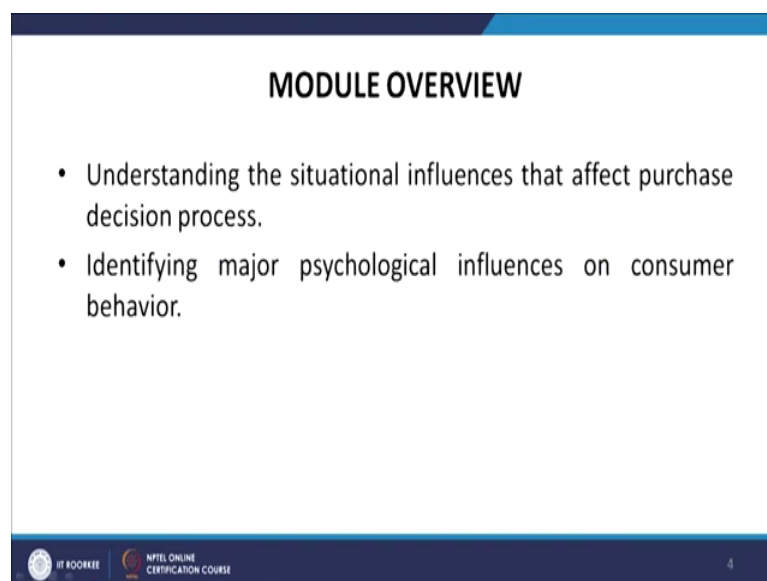 MODULE OVERVIEW
• Understanding the situational influences that affect purchase
decision process.
• Identifying major psychological influences on consumer
behavior.
IIT ROORKEE
NPTEL ONLINE
CERTIFICATION COURSE
4